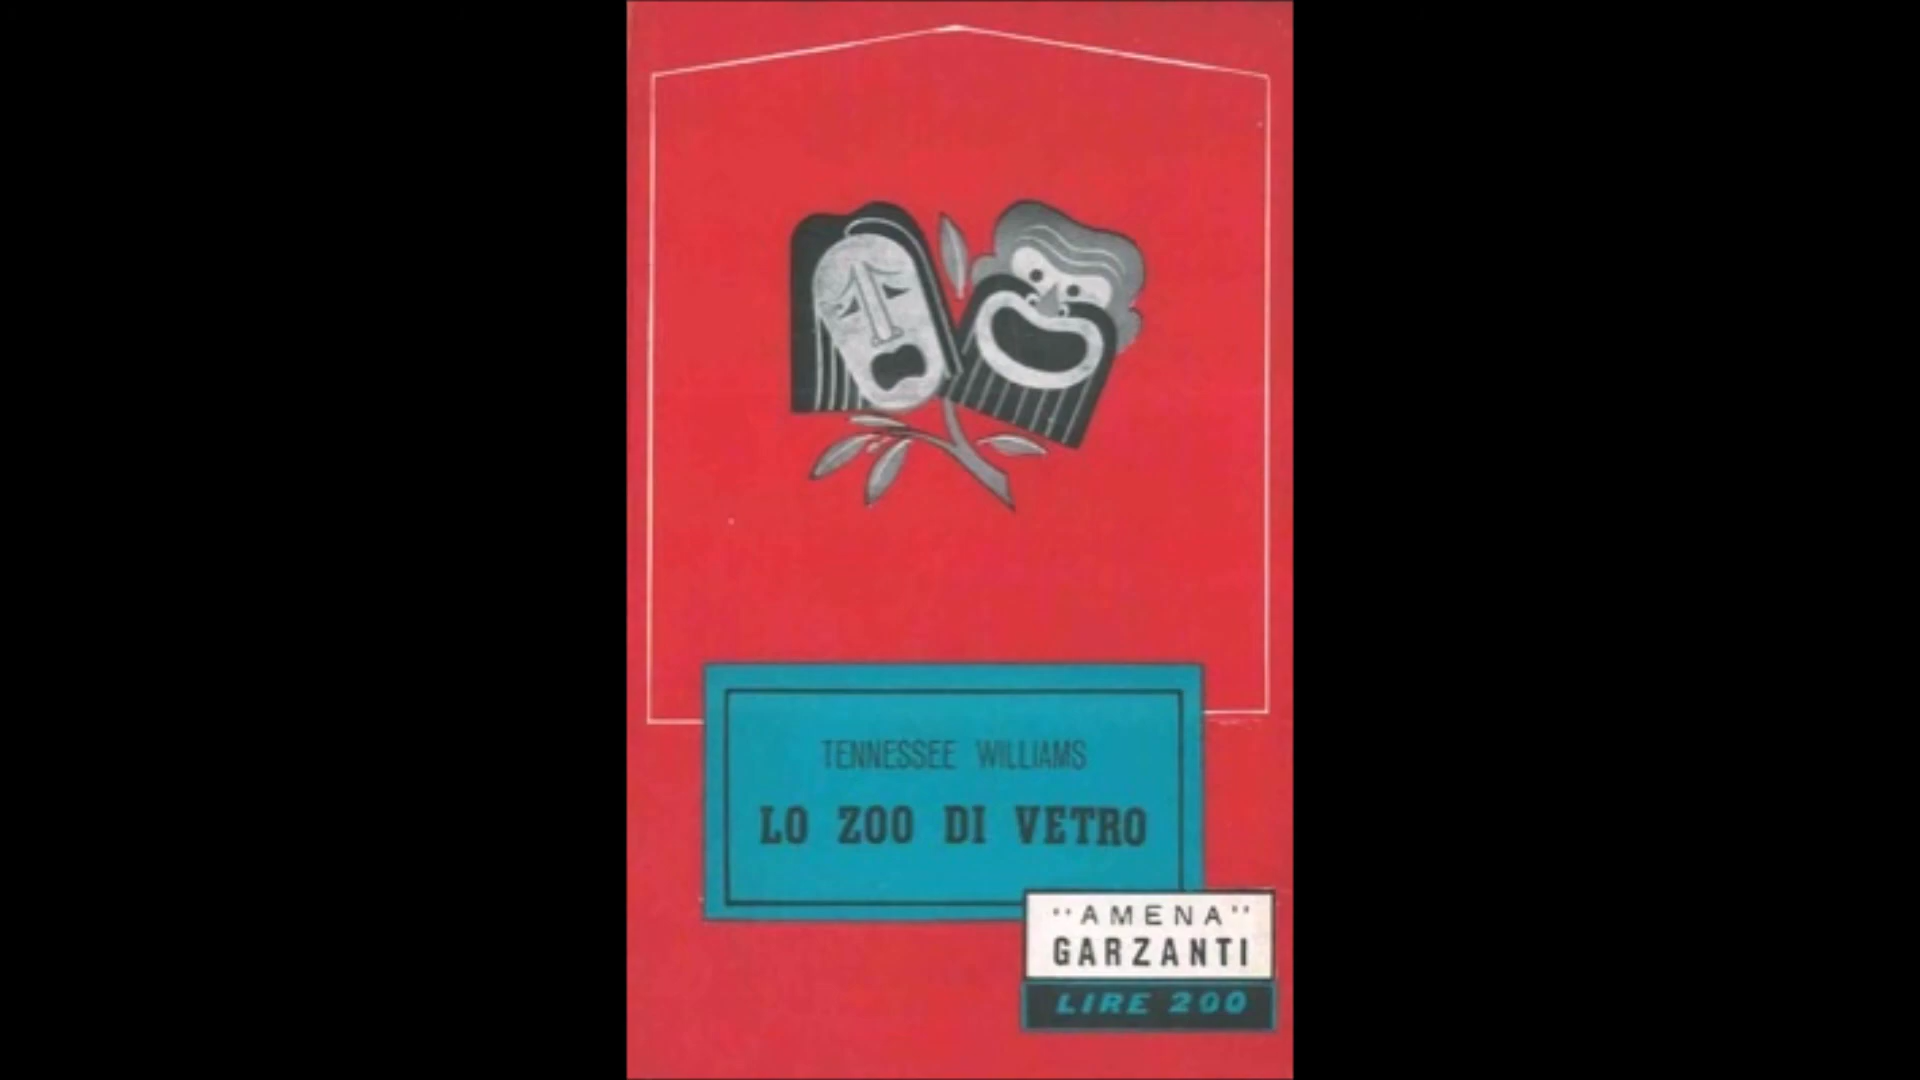 TENNESSEE WILLIAMS
LO ZOO DI VETRO
"AMENA"
GARZANTI
LIRE 200